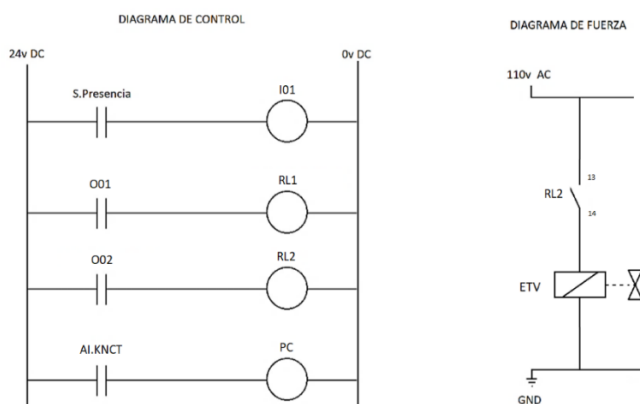 DIAGRAMA DE CONTROL
24v DC
0v DC
S.Presencia
I01
O01
RL1
O02
RL2
AI.KNCT
PC
DIAGRAMA DE FUERZA
110v AC
13
RL2
14
ETV
GND